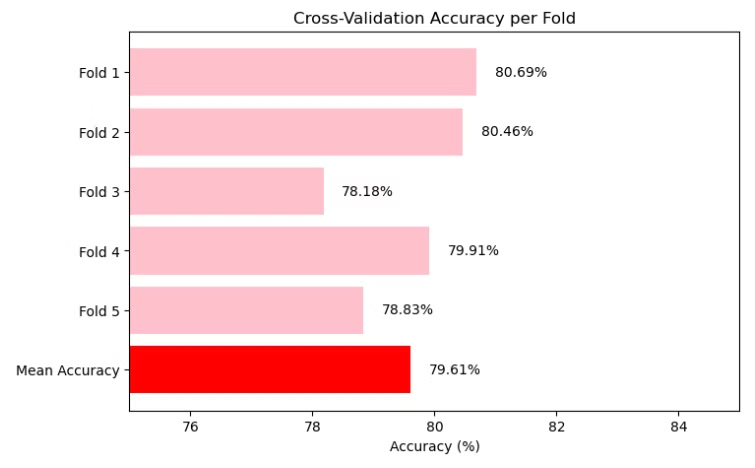 Cross-Validation Accuracy per Fold
Fold 1 80.69%
Fold 2 80.46%
Fold 3 78.18%
Fold 4 79.91%
Fold 5 78.83%
Mean Accuracy 79.61%
76 78 80 82 84
Accuracy (%)